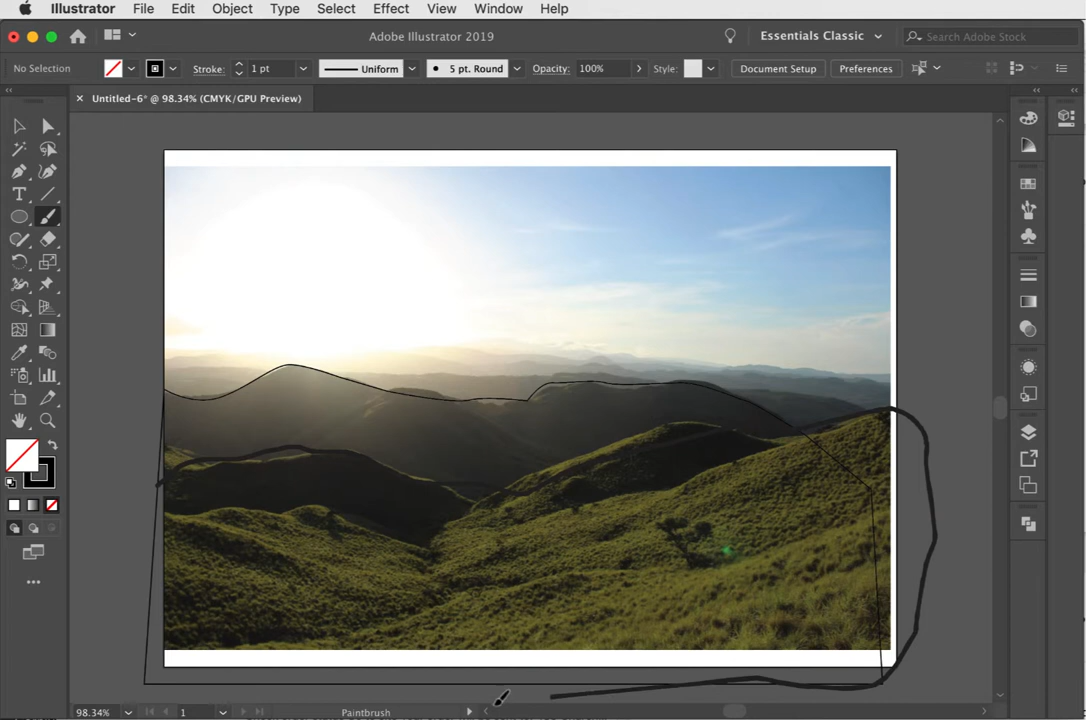 Illustrator File Edit Object Type Select Effect View Window Help
Adobe Illustrator 2019
Essentials Classic
Search Adobe Stock
No Selection
Stroke:
1 pt
Uniform
5 pt. Round
Opacity:
100%
Style:
Document Setup
Preferences
Untitled-6* @ 98.34% (CMYK/GPU Preview)
98.34%
1
Paintbrush